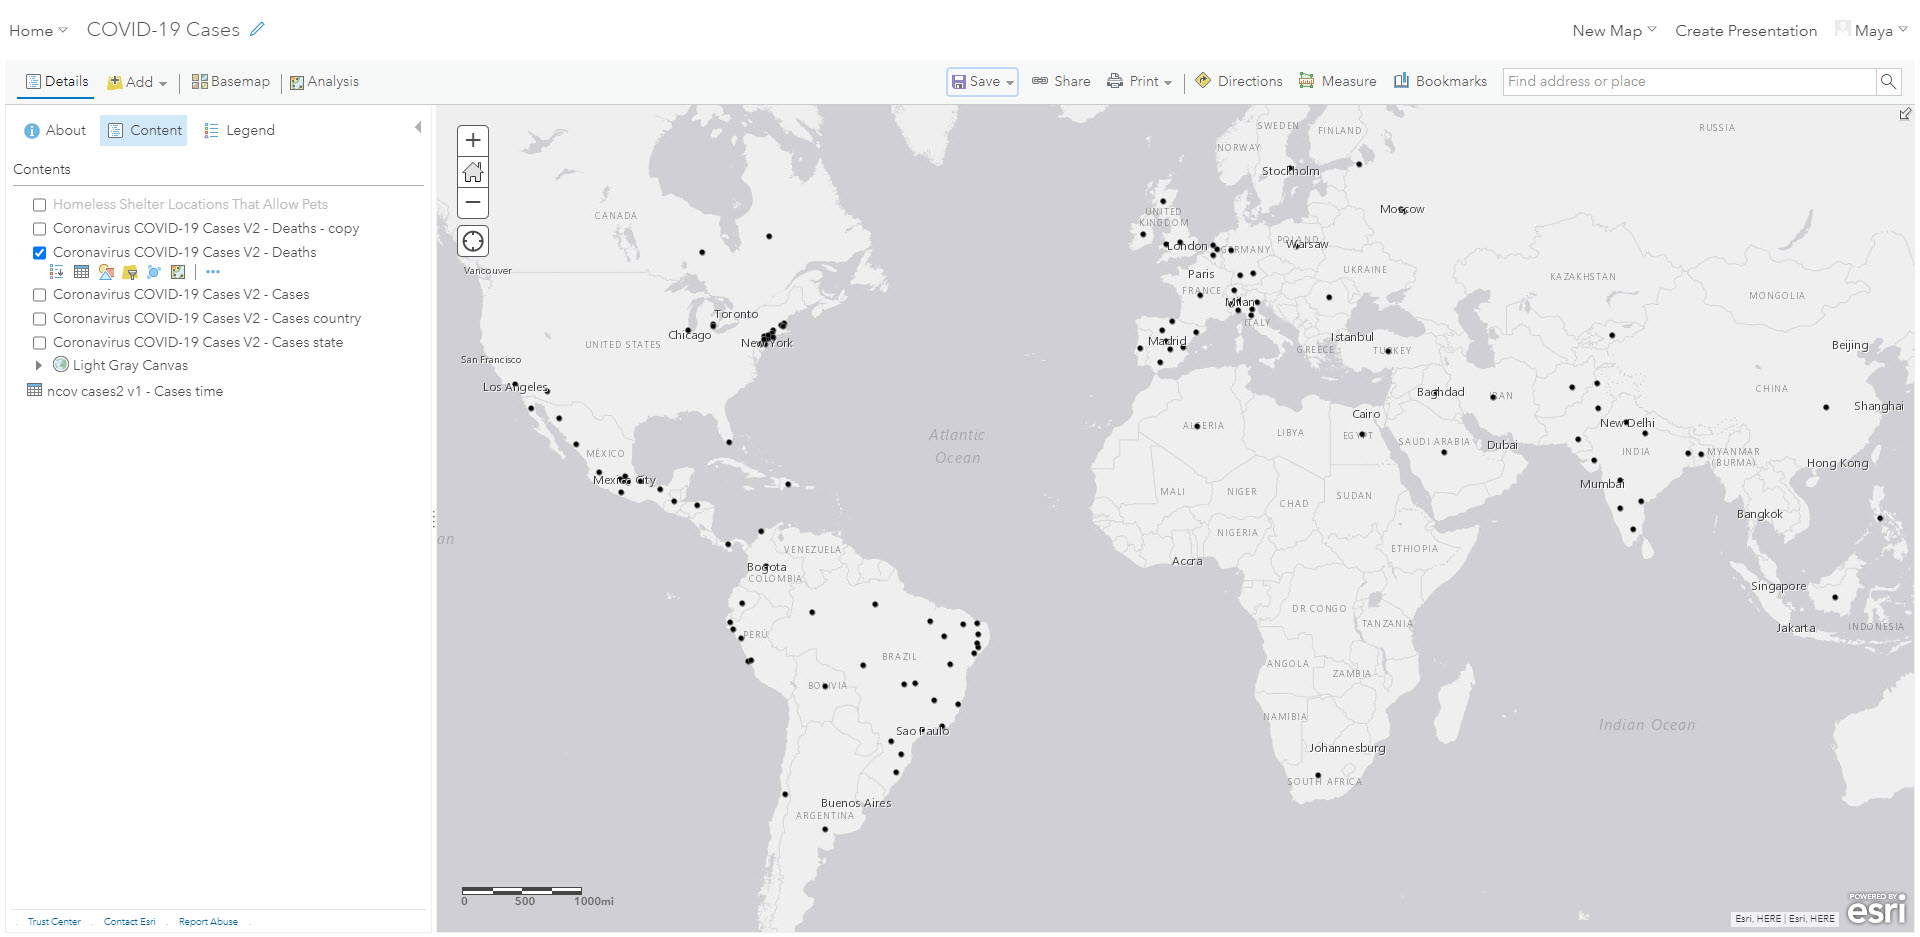 Home
COVID-19 Cases
New Map
Create Presentation
Maya
Details
Add
Basemap
Analysis
Save
Share
Print
Directions
Measure
Bookmarks
Find address or place
About
Content
Legend
Contents
Homeless Shelter Locations That Allow Pets
Coronavirus COVID-19 Cases V2 - Deaths - copy
Coronavirus COVID-19 Cases V2 - Deaths
Coronavirus COVID-19 Cases V2 - Cases
Coronavirus COVID-19 Cases V2 - Cases country
Coronavirus COVID-19 Cases V2 - Cases state
Light Gray Canvas
ncov cases2 v1 - Cases time
Trust Center
Contact Esri
Report Abuse
SWEDEN
FINLAND
RUSSIA
NORWAY
Stockholm
Moscow
CANADA
UNITED
KINGDOM
London
GERMANY
POLAND
Warsaw
Vancouver
Paris
UKRAINE
KAZAKHSTAN
FRANCE
MONGOLIA
Milan
Toronto
ITALY
Chicago
UNITED STATES
New York
Madrid
Istanbul
GREECE
TURKEY
Beijing
San Francisco
Los Angeles
Baghdad
IRAN
CHINA
Shanghai
Cairo
New Delhi
Atlantic
Ocean
ALGERIA
LIBYA
EGYPT
SAUDI ARABIA
Dubai
MÉXICO
INDIA
MYANMAR
(BURMA)
Hong Kong
Mexico City
Mumbai
MALI
NIGER
CHAD
SUDAN
Bangkok
an
NIGERIA
VENEZUELA
ETHIOPIA
Accra
Bogota
COLOMBIA
Singapore
DR CONGO
TANZANIA
Jakarta
INDONESIA
PERÚ
BRAZIL
ANGOLA
ZAMBIA
BOLIVIA
NAMIBIA
Indian Ocean
Sao Paulo
Johannesburg
SOUTH AFRICA
Buenos Aires
ARGENTINA
0 500 1000mi
POWERED BY
esri
Esri, HERE | Esri, HERE